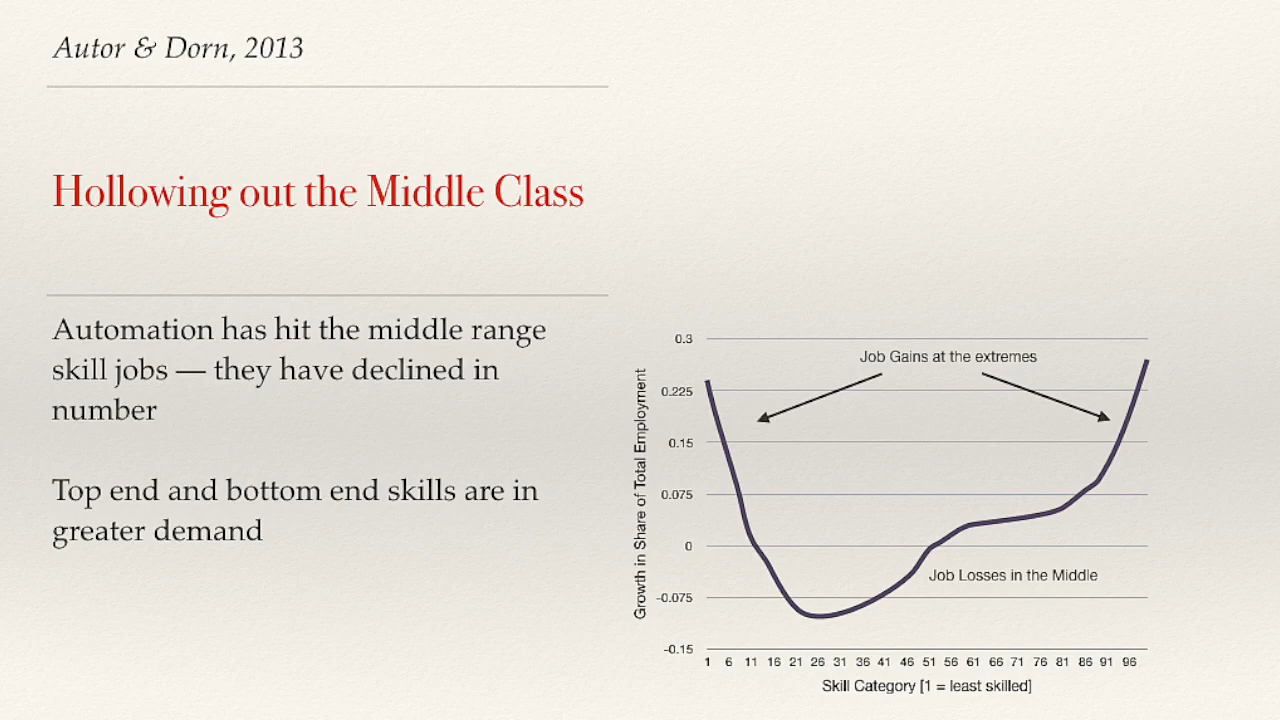 Autor & Dorn, 2013
Hollowing out the Middle Class
Automation has hit the middle range
skill jobs — they have declined in
number
Top end and bottom end skills are in
greater demand
Growth in Share of Total Employment
0.3
0.225
0.15
0.075
0
-0.075
-0.15
Job Gains at the extremes
Job Losses in the Middle
1 6 11 16 21 26 31 36 41 46 51 56 61 66 71 76 81 86 91 96
Skill Category [1 = least skilled]